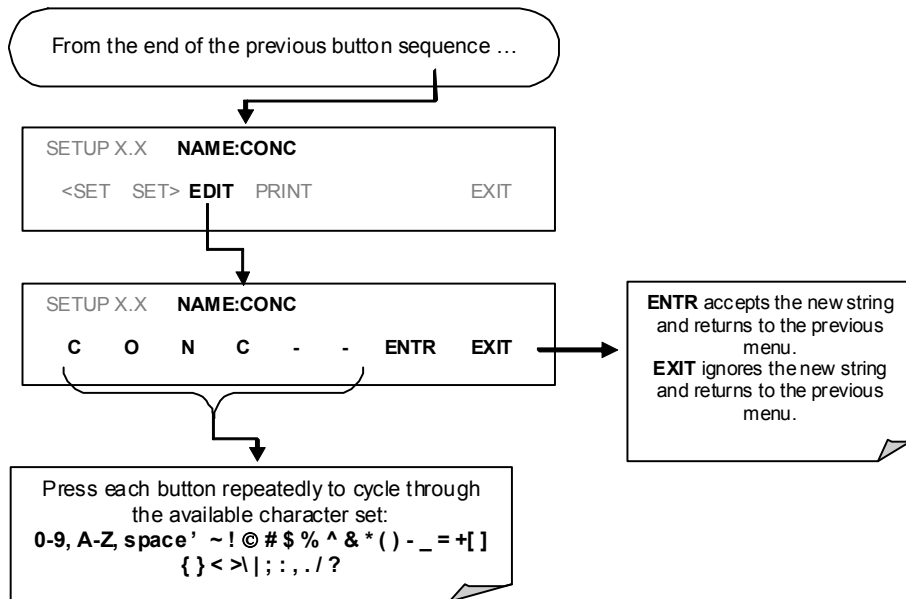 From the end of the previous button sequence …
SETUP X.X NAME:CONC
<SET SET> EDIT PRINT EXIT
SETUP X.X NAME:CONC
C O N C - - ENTR EXIT
ENTR accepts the new string
and returns to the previous
menu.
EXIT ignores the new string
and returns to the previous
menu.
Press each button repeatedly to cycle through
the available character set:
0-9, A-Z, space ’ ~ ! © # $ % ^ & * ( ) - _ = +[ ]
{ } < >\ | ; : , . / ?